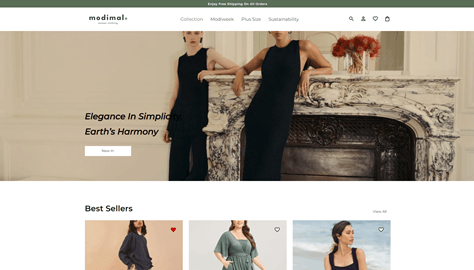 Enjoy Free Shipping On All Orders
modimal.
Collection
Modiweek
Plus Size
Sustainability
Elegance In Simplicity,
Earth's Harmony
New In
Best Sellers
View All